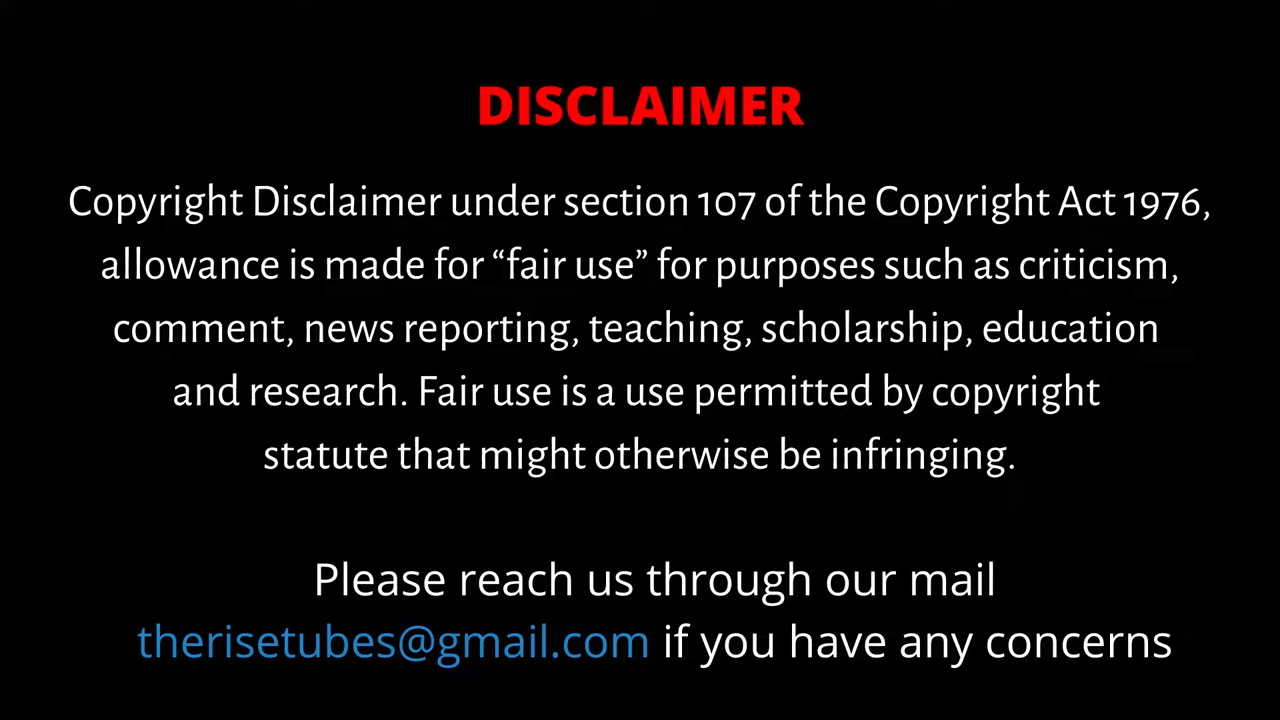 DISCLAIMER
Copyright Disclaimer under section 107 of the Copyright Act 1976,
allowance is made for “fair use” for purposes such as criticism,
comment, news reporting, teaching, scholarship, education
and research. Fair use is a use permitted by copyright
statute that might otherwise be infringing.
Please reach us through our mail
therisetubes@gmail.com if you have any concerns